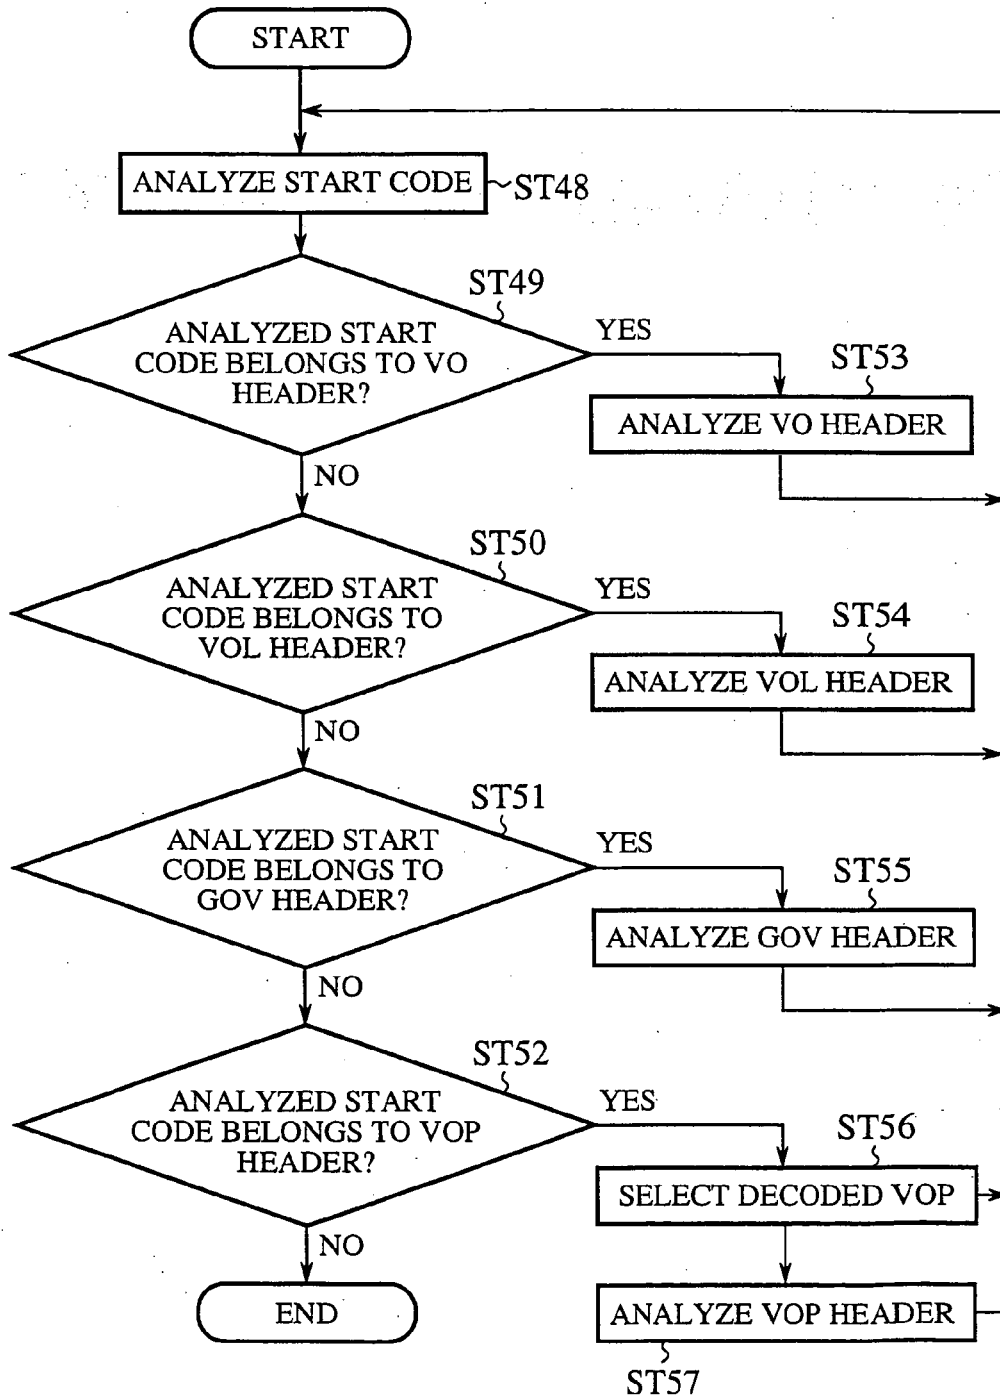 START
ANALYZE START CODE
ST48
ST49
ANALYZED START
CODE BELONGS TO VO
HEADER?
YES
ST53
ANALYZE VO HEADER
NO
ST50
ANALYZED START
CODE BELONGS TO
VOL HEADER?
YES
ST54
ANALYZE VOL HEADER
NO
ST51
ANALYZED START
CODE BELONGS TO
GOV HEADER?
YES
ST55
ANALYZE GOV HEADER
NO
ST52
ANALYZED START
CODE BELONGS TO VOP
HEADER?
YES
ST56
SELECT DECODED VOP
NO
END
ANALYZE VOP HEADER
ST57